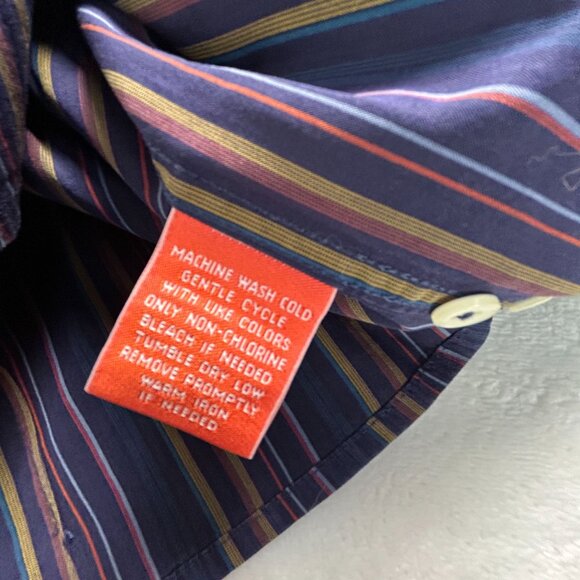 MACHINE WASH COLD
GENTLE CYCLE
WITH LIKE COLORS
ONLY NON-CHLORINE
BLEACH IF NEEDED
TUMBLE DRY LOW
REMOVE PROMPTLY
WARM IRON
IF NEEDED